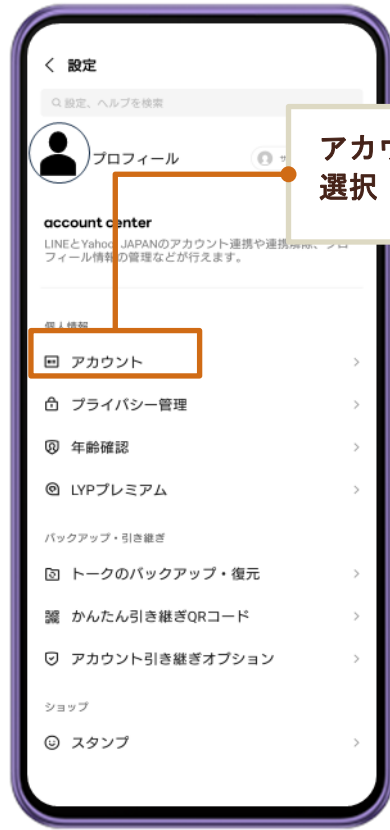 設定
設定、ヘルプを検索
プロフィール
選択
account center
LINEとYahoo JAPANのアカウント連携や連携解除、プロ
フィール情報の管理などが行えます。
個人情報
アカウント
プライバシー管理
年齢確認
LYPプレミアム
バックアップ・引き継ぎ
トークのバックアップ・復元
かんたん引き継ぎQRコード
アカウント引き継ぎオプション
ショップ
スタンプ